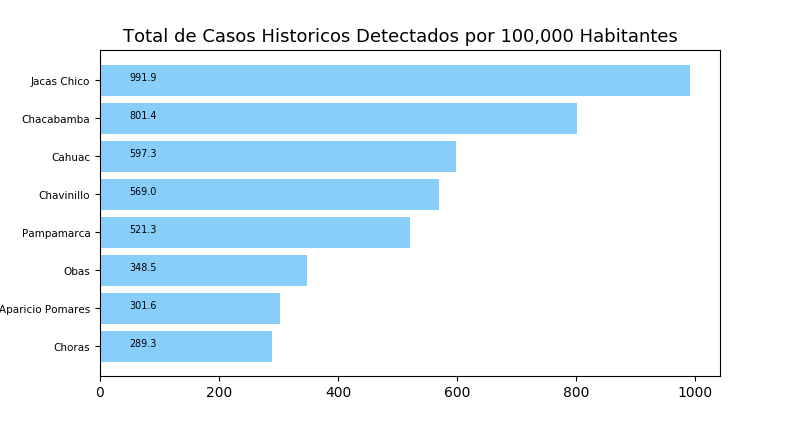 Total de Casos Historicos Detectados por 100,000 Habitantes
Jacas Chico 991.9
Chacabamba 801.4
Cahuac 597.3
Chavinillo 569.0
Pampamarca 521.3
Obas 348.5
Aparicio Pomares 301.6
Choras 289.3
0 200 400 600 800 1000